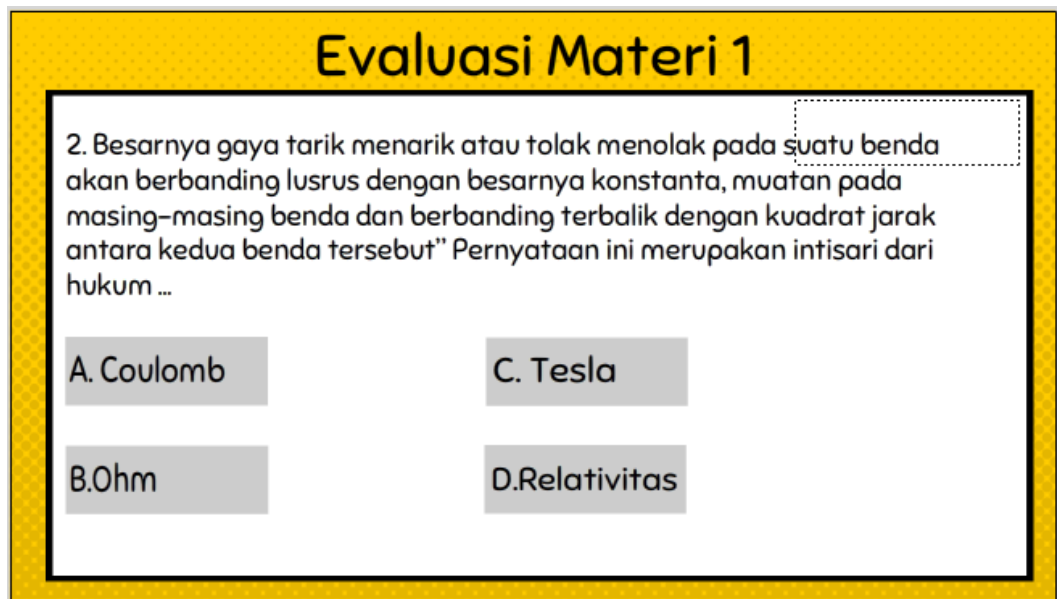 Evaluasi Materi 1
2. Besarnya gaya tarik menarik atau tolak menolak pada suatu benda
akan berbanding lusrus dengan besarnya konstanta, muatan pada
masing-masing benda dan berbanding terbalik dengan kuadrat jarak
antara kedua benda tersebut” Pernyataan ini merupakan intisari dari
hukum ...
A. Coulomb
C. Tesla
B.Ohm
D.Relativitas